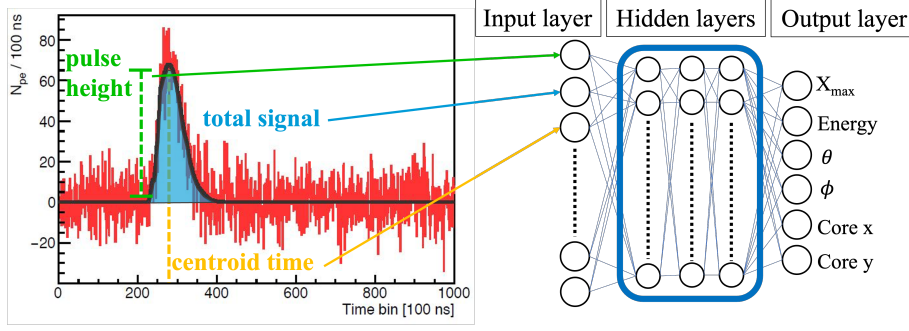 Input layer
Hidden layers
Output layer
N_pe / 100 ns
80
60
40
20
0
−20
0
200
400
600
800
1000
Time bin [100 ns]
pulse
height
total signal
centroid time
X_max
Energy
θ
ϕ
Core x
Core y